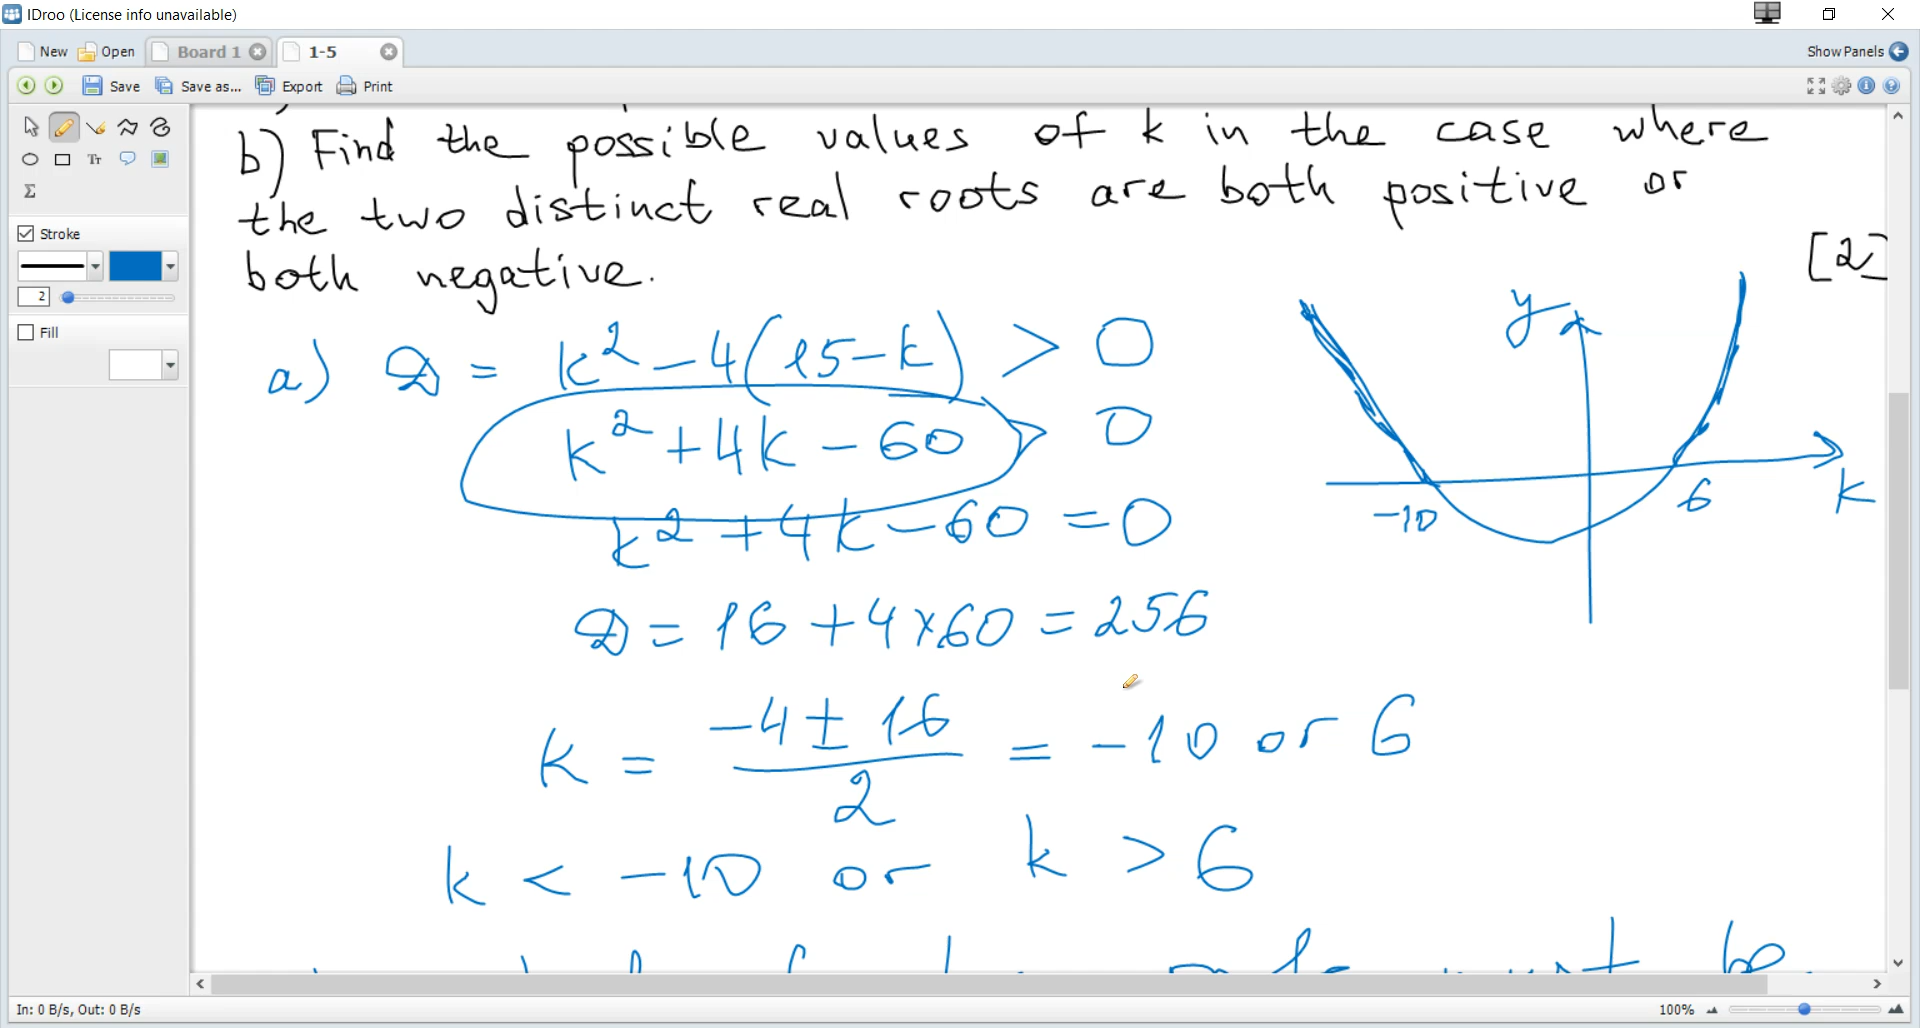 IDroo (License info unavailable)
New Open Board 1 1-5 Show Panels
Save Save as... Export Print
b) Find the possible values of k in the case where
the two distinct real roots are both positive or
both negative. [2]
Stroke
2
Fill
a) D = k² - 4(15-k) > 0
k² + 4k - 60 > 0
k² + 4k - 60 = 0
D = 16 + 4×60 = 256
k = (-4 ± 16)/2 = -10 or 6
k < -10 or k > 6
y
-10 6 k
must be
In: 0 B/s, Out: 0 B/s 100%